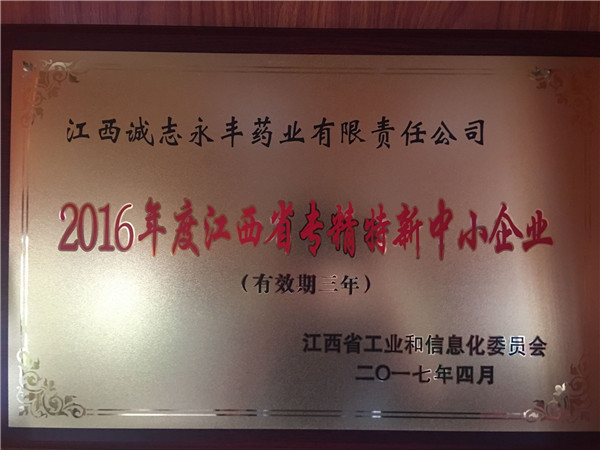 江西诚志永丰药业有限责任公司
2016年度江西省专精特新中小企业
（有效期三年）
江西省工业和信息化委员会
二〇一七年四月